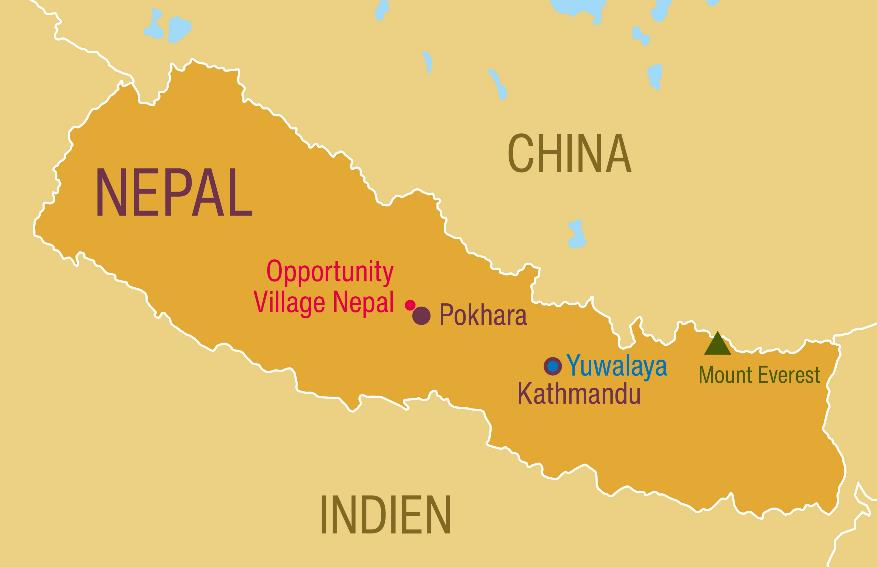 CHINA
NEPAL
Opportunity
Village Nepal
Pokhara
Yuwalaya
Kathmandu
Mount Everest
INDIEN